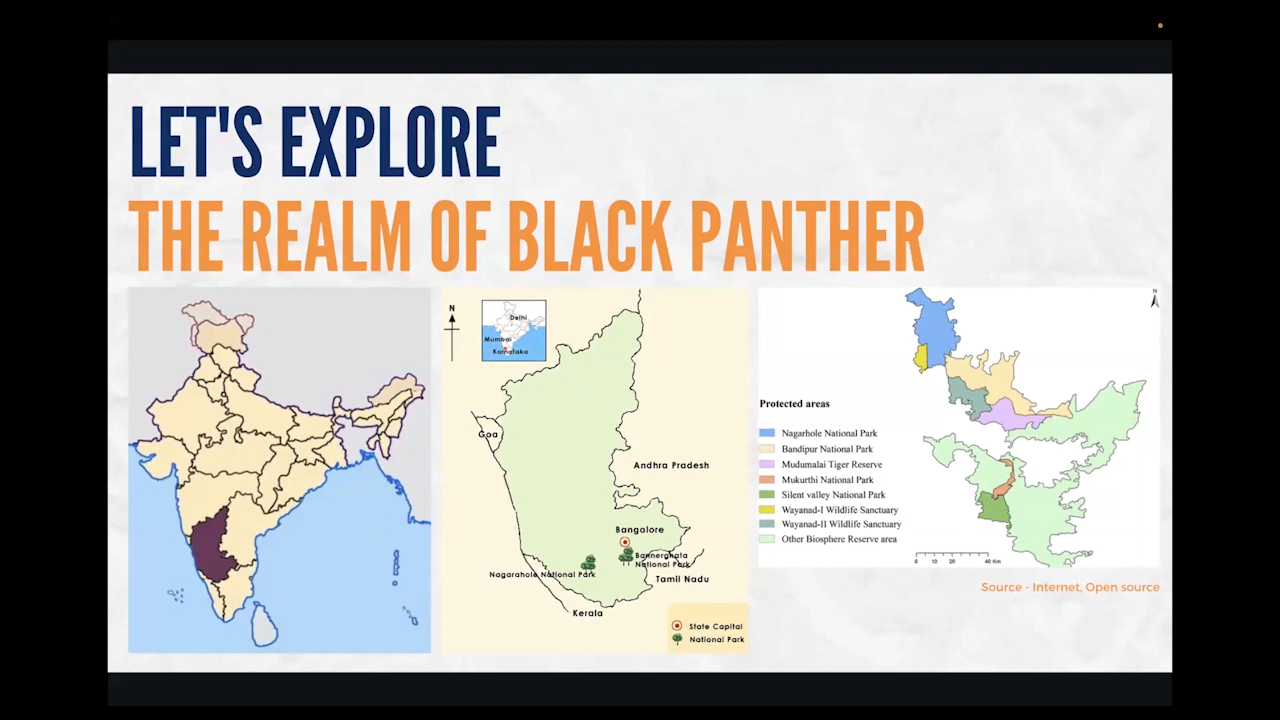 LET'S EXPLORE
THE REALM OF BLACK PANTHER
N
Delhi
Mumbai
Karnataka
Goa
Andhra Pradesh
Bangalore
Bannerghata
National Park
Nagarahole National Park
Tamil Nadu
Kerala
State Capital
National Park
N
Protected areas
Nagarhole National Park
Bandipur National Park
Mudumalai Tiger Reserve
Mukurthi National Park
Silent valley National Park
Wayanad-I Wildlife Sanctuary
Wayanad-II Wildlife Sanctuary
Other Biosphere Reserve area
0 10 20 40 Km
Source - Internet, Open source